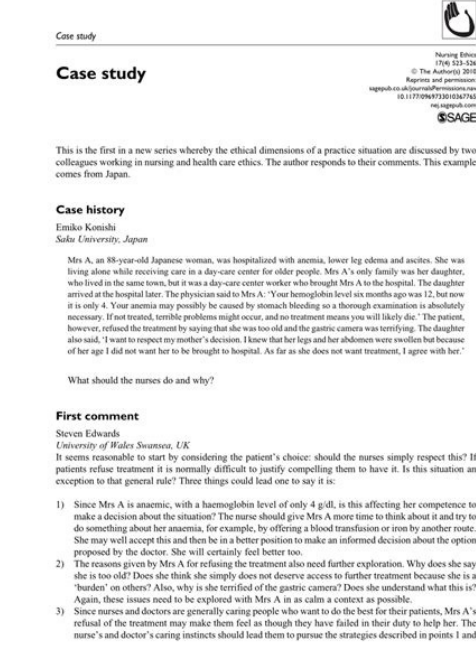 Case study
Nursing Ethics
17(4) 523–526
© The Author(s) 2010
Reprints and permission:
sagepub.co.uk/journalsPermissions.nav
10.1177/0969733010367765
nej.sagepub.com
SAGE
Case study
This is the first in a new series whereby the ethical dimensions of a practice situation are discussed by two
colleagues working in nursing and health care ethics. The author responds to their comments. This example
comes from Japan.
Case history
Emiko Konishi
Saku University, Japan
Mrs A, an 88-year-old Japanese woman, was hospitalized with anemia, lower leg edema and ascites. She was
living alone while receiving care in a day-care center for older people. Mrs A's only family was her daughter,
who lived in the same town, but it was a day-care center worker who brought Mrs A to the hospital. The daughter
arrived at the hospital later. The physician said to Mrs A: 'Your hemoglobin level six months ago was 12, but now
it is only 4. Your anemia may possibly be caused by stomach bleeding so a thorough examination is absolutely
necessary. If not treated, terrible problems might occur, and no treatment means you will likely die.' The patient,
however, refused the treatment by saying that she was too old and the gastric camera was terrifying. The daughter
also said, 'I want to respect my mother's decision. I knew that her legs and her abdomen were swollen but because
of her age I did not want her to be brought to hospital. As far as she does not want treatment, I agree with her.'
What should the nurses do and why?
First comment
Steven Edwards
University of Wales Swansea, UK
It seems reasonable to start by considering the patient's choice: should the nurses simply respect this? If
patients refuse treatment it is normally difficult to justify compelling them to have it. Is this situation an
exception to that general rule? Three things could lead one to say it is:
1) Since Mrs A is anaemic, with a haemoglobin level of only 4 g/dl, is this affecting her competence to
make a decision about the situation? The nurse should give Mrs A more time to think about it and try to
do something about her anaemia, for example, by offering a blood transfusion or iron by another route.
She may well accept this and then be in a better position to make an informed decision about the option
proposed by the doctor. She will certainly feel better too.
2) The reasons given by Mrs A for refusing the treatment also need further exploration. Why does she say
she is too old? Does she think she simply does not deserve access to further treatment because she is a
'burden' on others? Also, why is she terrified of the gastric camera? Does she understand what this is?
Again, these issues need to be explored with Mrs A in as calm a context as possible.
3) Since nurses and doctors are generally caring people who want to do the best for their patients, Mrs A's
refusal of the treatment may make them feel as though they have failed in their duty to help her. The
nurse's and doctor's caring instincts should lead them to pursue the strategies described in points 1 and